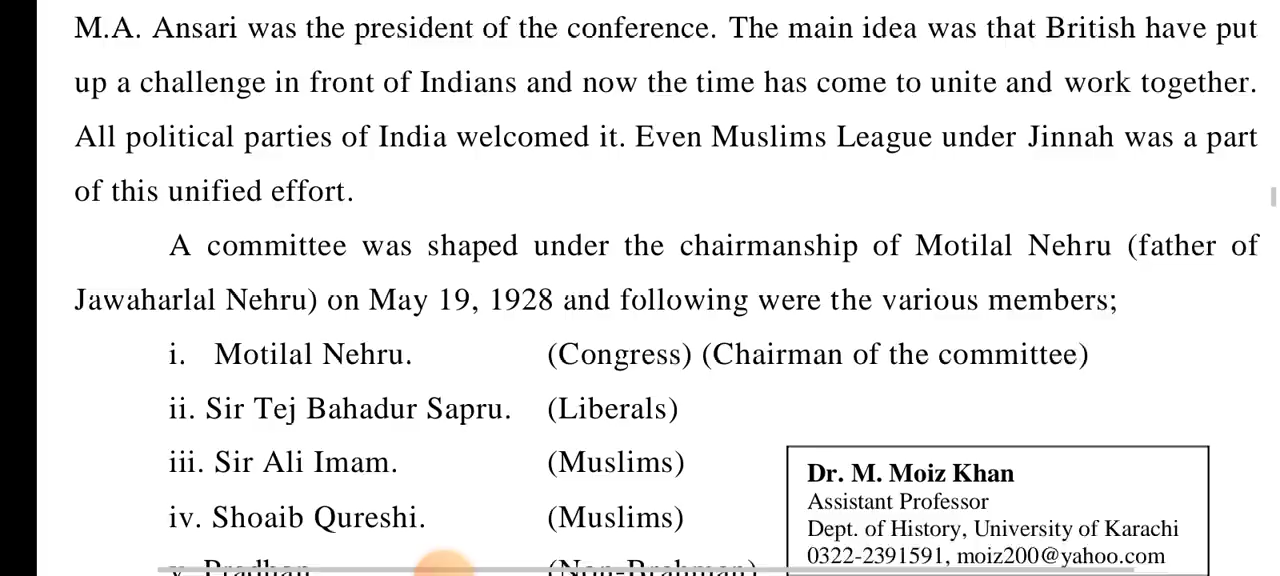 M.A. Ansari was the president of the conference. The main idea was that British have put
up a challenge in front of Indians and now the time has come to unite and work together.
All political parties of India welcomed it. Even Muslims League under Jinnah was a part
of this unified effort.
A committee was shaped under the chairmanship of Motilal Nehru (father of
Jawaharlal Nehru) on May 19, 1928 and following were the various members;
i. Motilal Nehru. (Congress) (Chairman of the committee)
ii. Sir Tej Bahadur Sapru. (Liberals)
iii. Sir Ali Imam. (Muslims)
iv. Shoaib Qureshi. (Muslims)
v. Pradhan (Non-Brahman)
Dr. M. Moiz Khan
Assistant Professor
Dept. of History, University of Karachi
0322-2391591, moiz200@yahoo.com